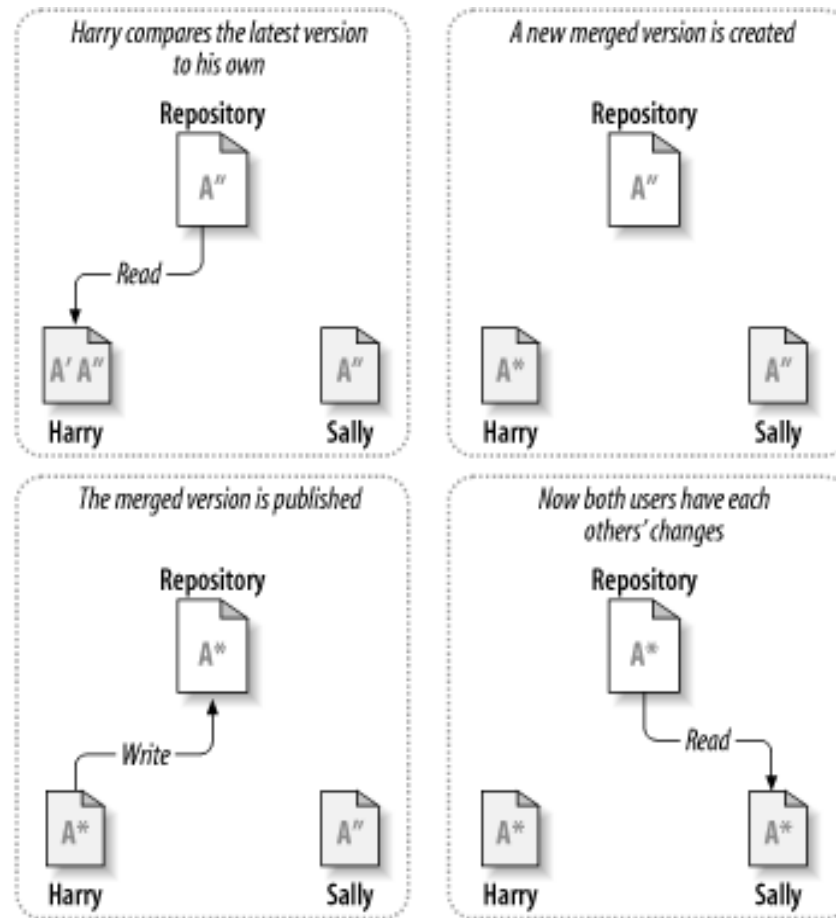 Harry compares the latest version
to his own
Repository
A″
Read
A′ A″
A″
Harry
Sally
A new merged version is created
Repository
A″
A*
A″
Harry
Sally
The merged version is published
Repository
A*
Write
A*
A″
Harry
Sally
Now both users have each
others’ changes
Repository
A*
Read
A*
A*
Harry
Sally